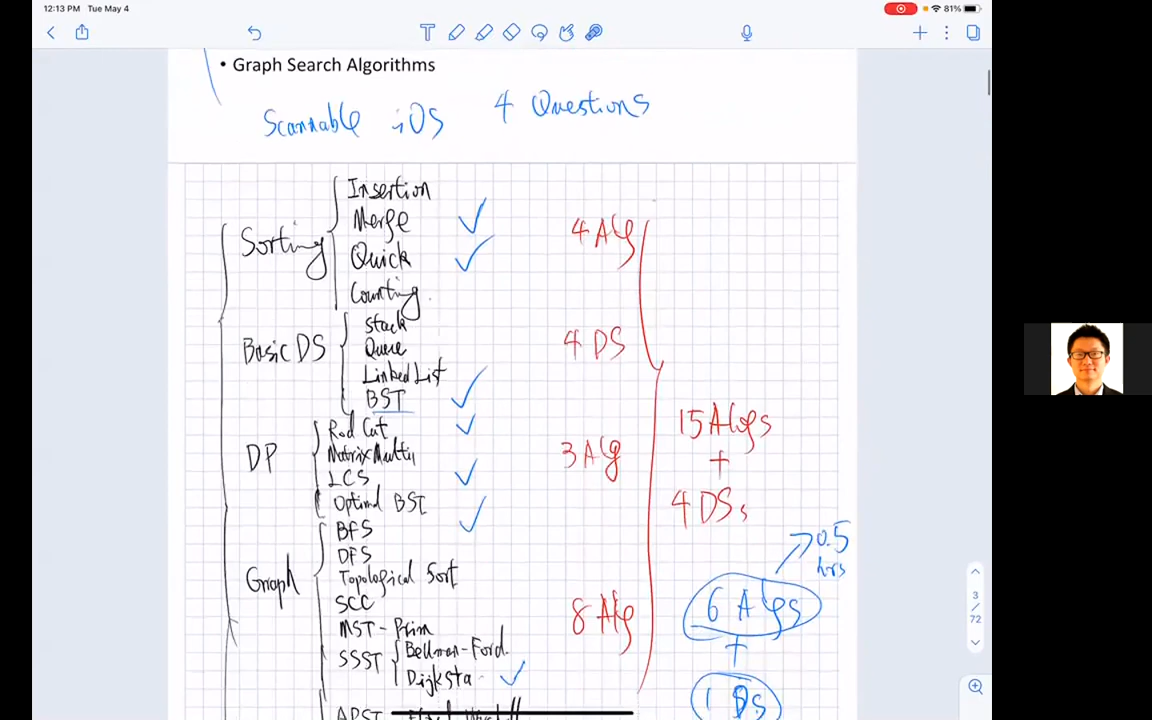 12:13 PM Tue May 4
81%
• Graph Search Algorithms
Scannable iOS 4 Questions
Sorting
Insertion
Merge
Quick
Counting
4 Alg
Basic DS
Stack
Queue
Linked List
BST
4 DS
DP
Rod Cut
Matrix Multi
LCS
Optimal BST
3 Alg
Graph
BFS
DFS
Topological Sort
SCC
MST - Prim
SSST
Bellman-Ford
Dijksta
8 Alg
APST
15 Algs
+
4 DSs
0.5
hrs
6 Algs
+
1 DS
3
/
72